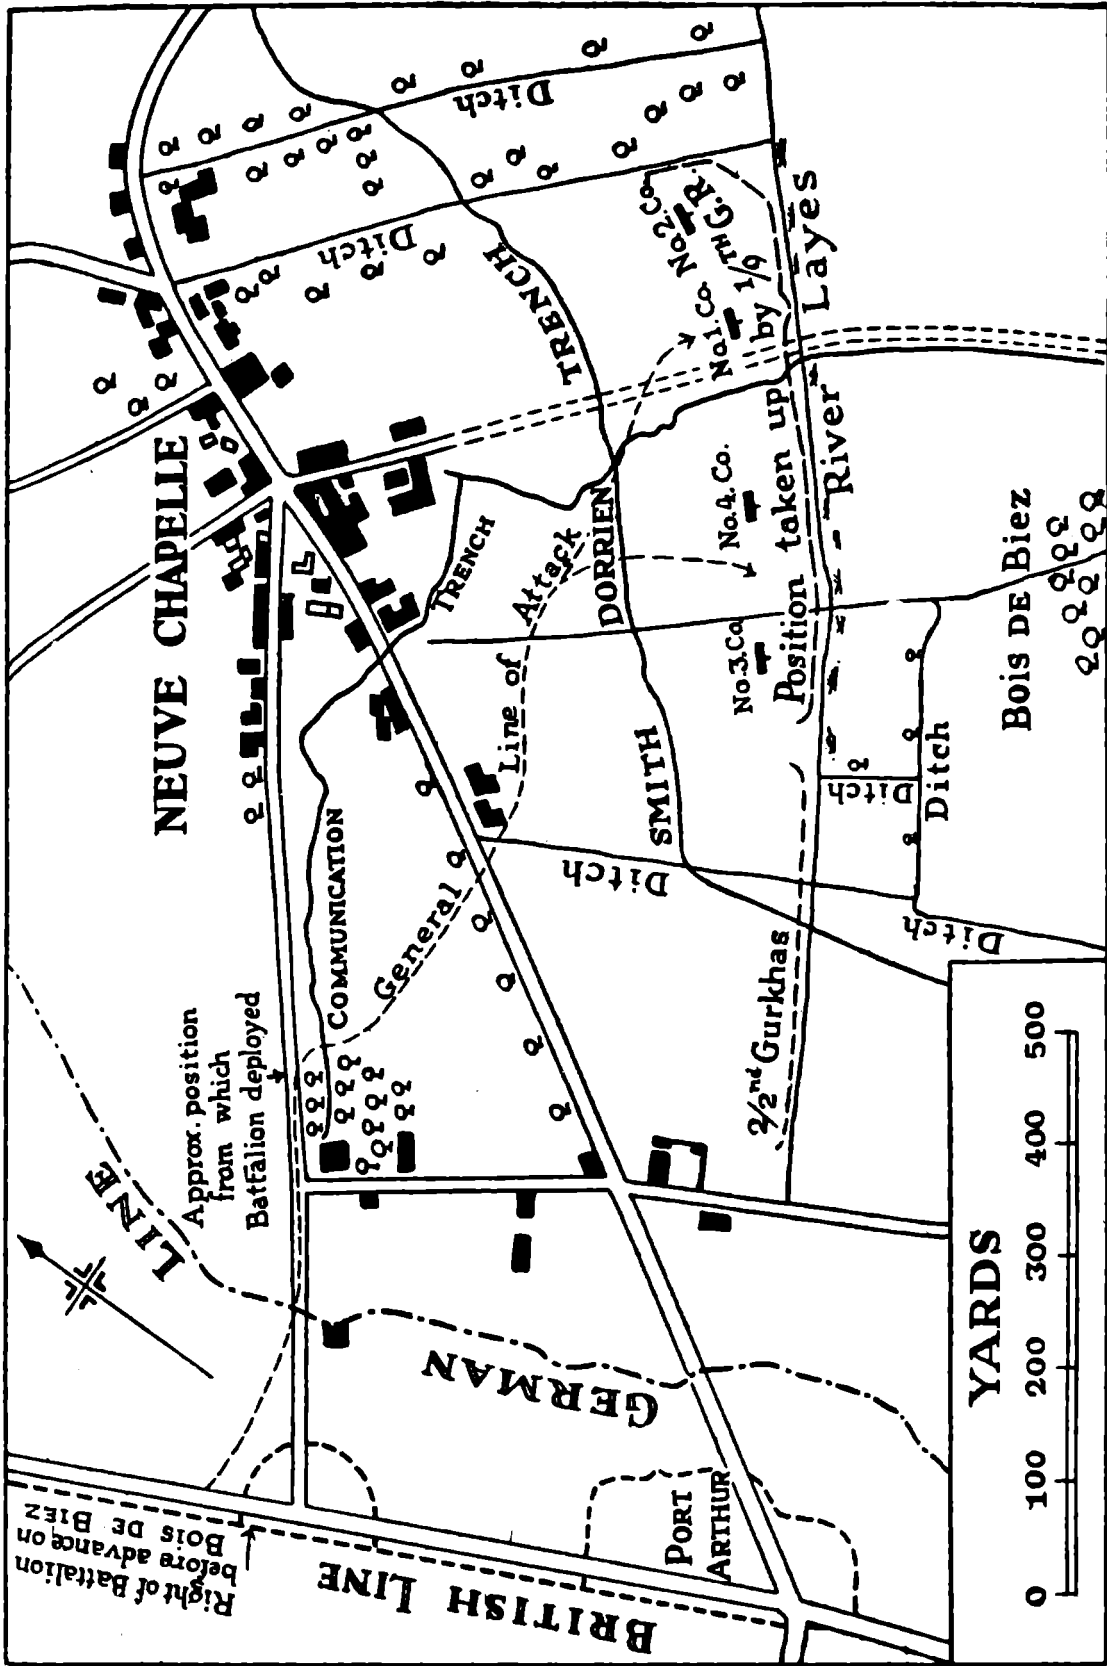 NEUVE CHAPELLE
Ditch
Ditch
TRENCH
No.2.Co.
No.1.Co.
No.4.Co.
No.3.Co.
Position taken up by 1/9TH G.R.
River Layes
TRENCH
General Line of Attack
SMITH DORRIEN
COMMUNICATION
Ditch
Ditch
Ditch
Ditch
Bois DE Biez
2/2nd Gurkhas
Approx. position
from which
Battalion deployed
GERMAN LINE
Right of Battalion
before advance on
BOIS DE BIEZ
BRITISH LINE
PORT
ARTHUR
YARDS
0 100 200 300 400 500